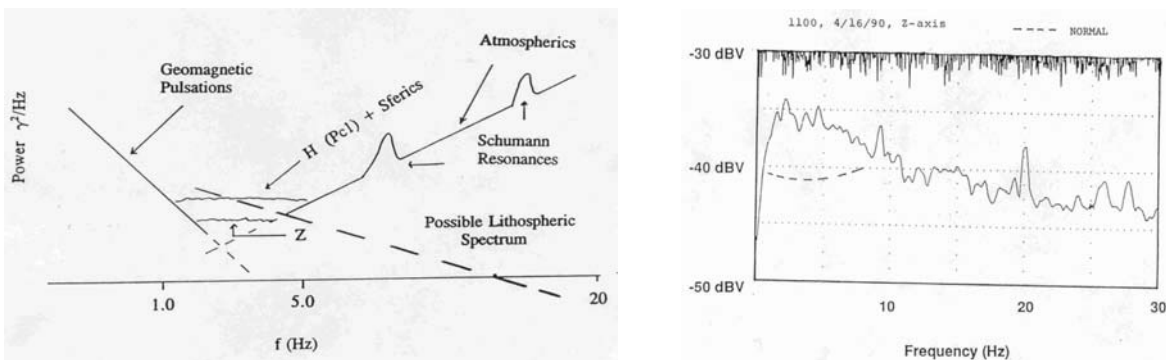 Geomagnetic
Pulsations
Atmospherics
H (Pc1) + Sferics
Schumann
Resonances
Possible Lithospheric
Spectrum
Z
Power γ²/Hz
1.0
5.0
20
f (Hz)
1100, 4/16/90, Z-axis
NORMAL
-30 dBV
-40 dBV
-50 dBV
10
20
30
Frequency (Hz)